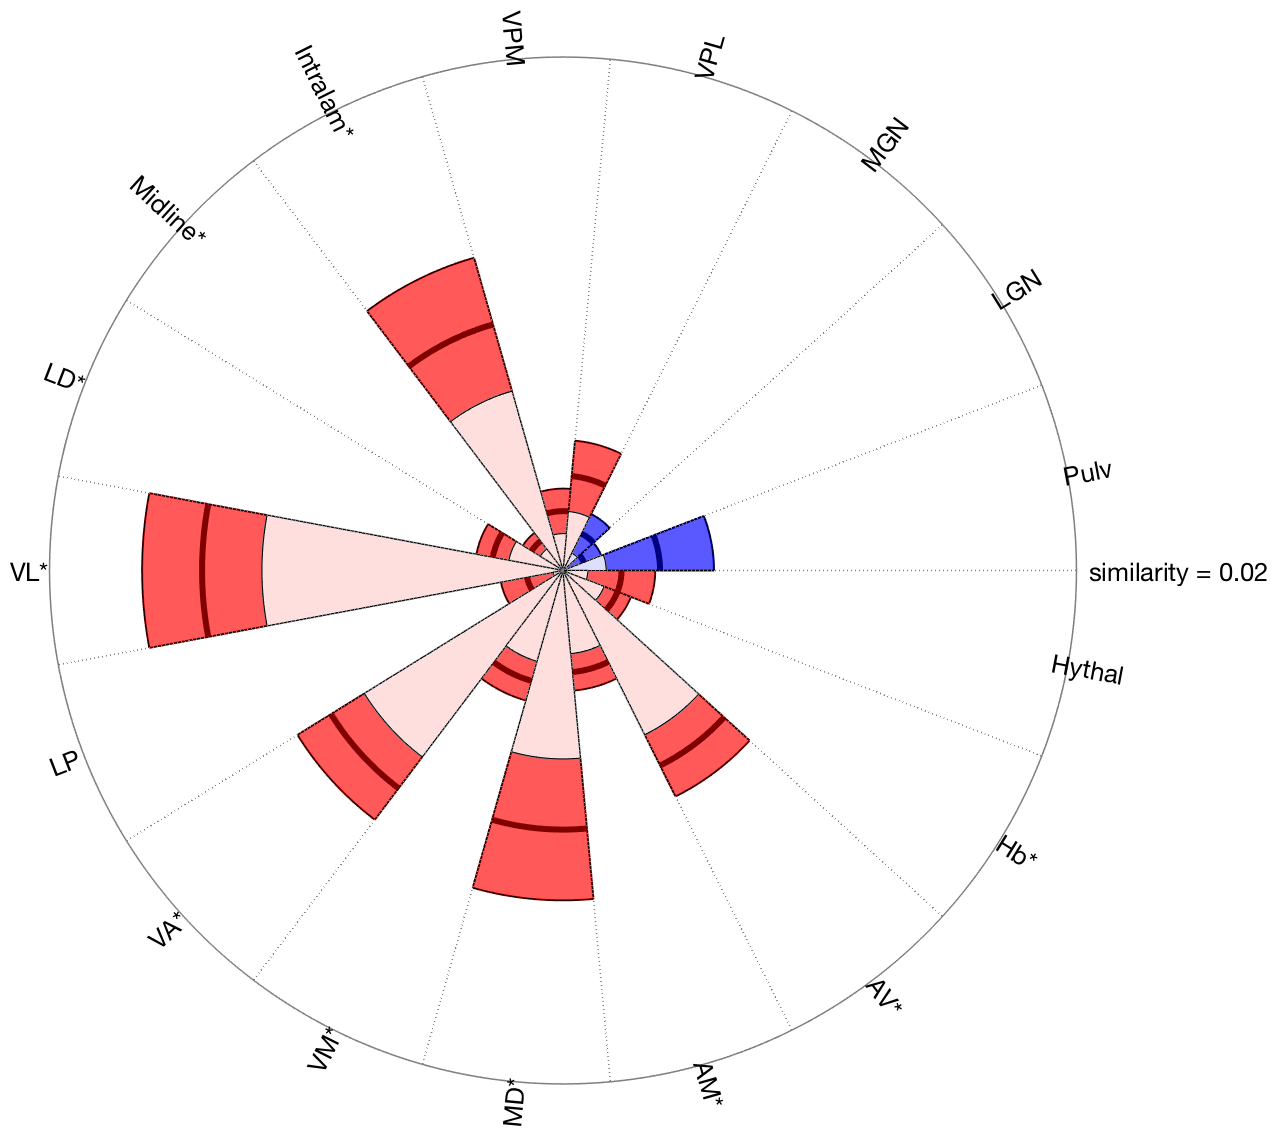 VPM
VPL
Intralam*
MGN
Midline*
LGN
LD*
Pulv
VL*
similarity = 0.02
Hythal
LP
Hb*
VA*
AV*
VM*
MD*
AM*